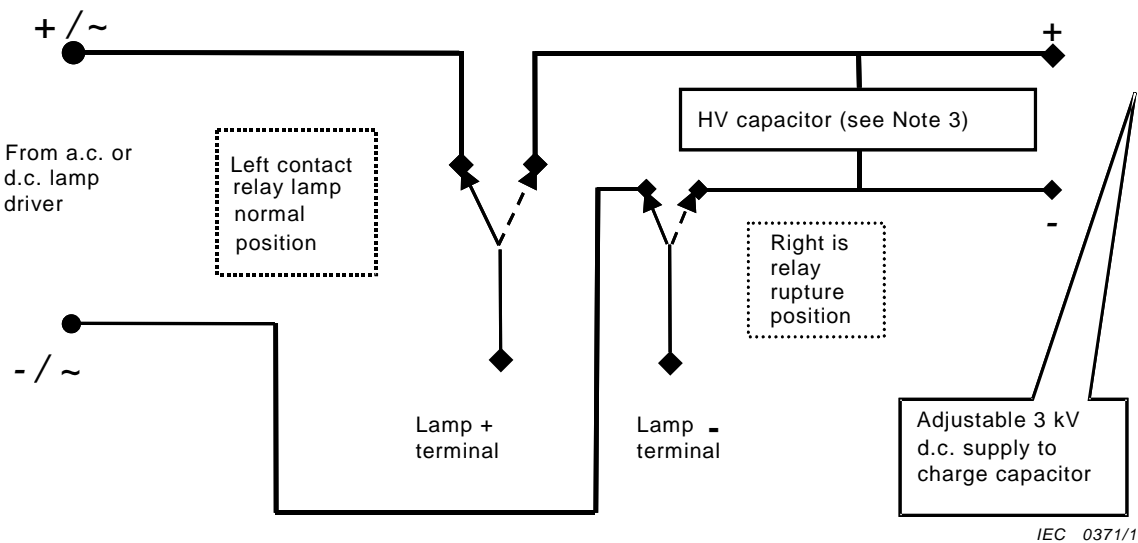 + / ~
+
HV capacitor (see Note 3)
From a.c. or
d.c. lamp
driver
Left contact
relay lamp
normal
position
-
Right is
relay
rupture
position
- / ~
Lamp +
terminal
Lamp -
terminal
Adjustable 3 kV
d.c. supply to
charge capacitor
IEC 0371/1